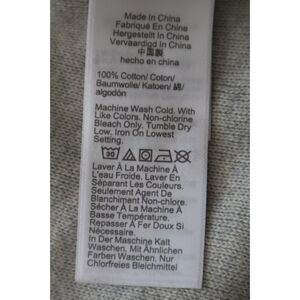 Made in China
Fabriqué En China
Hergestellt In China
Vervaardigd In China
中国製
hecho en china
100% Cotton/ Coton/
Baumwolle/ Katoen/ 綿/
algodón
Machine Wash Cold. With
Like Colors. Non-chlorine
Bleach Only. Tumble Dry
Low, Iron on Lowest
Setting.
30
Laver À La Machine À
L'eau Froide. Laver En
Séparant Les Couleurs.
Seulement Agent De
Blanchiment Non-chlore.
Sécher À La Machine À
Basse Température.
Repasser À Fer Doux Si
Nécessaire.
In Der Maschine Kalt
Waschen. Mit Ähnlichen
Farben Waschen. Nur
Chlorfreies Bleichmittel